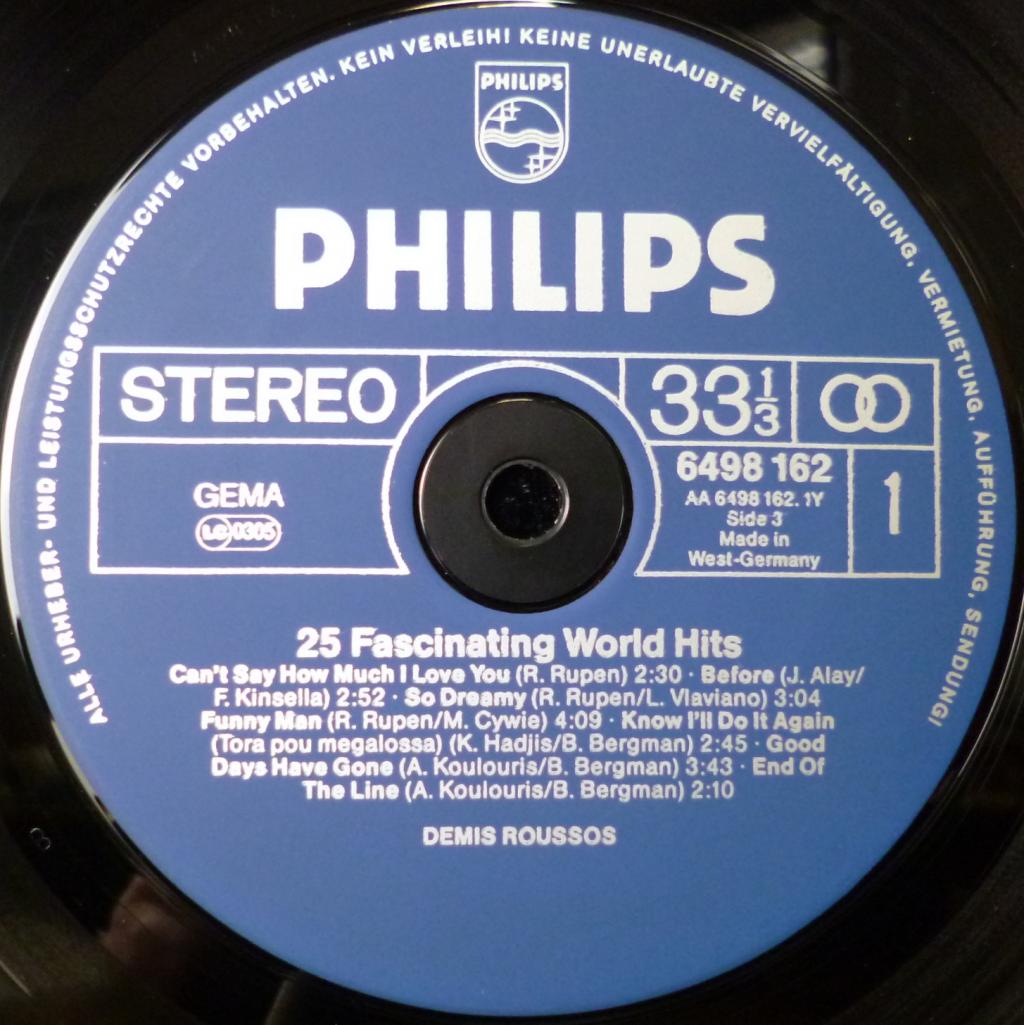 ALLE URHEBER- UND LEISTUNGSSCHUTZRECHTE VORBEHALTEN. KEIN VERLEIH! KEINE UNERLAUBTE VERVIELFÄLTIGUNG, VERMIETUNG, AUFFÜHRUNG, SENDUNG!
PHILIPS
PHILIPS
STEREO
33 1/3
GEMA
LC 0305
6498 162
AA 6498 162. 1Y
Side 3
Made in
West-Germany
1
25 Fascinating World Hits
Can't Say How Much I Love You (R. Rupen) 2:30 · Before (J. Alay/
F. Kinsella) 2:52 · So Dreamy (R. Rupen/L. Vlaviano) 3:04
Funny Man (R. Rupen/M. Cywie) 4:09 · Know I'll Do It Again
(Tora pou megalossa) (K. Hadjis/B. Bergman) 2:45 · Good
Days Have Gone (A. Koulouris/B. Bergman) 3:43 · End Of
The Line (A. Koulouris/B. Bergman) 2:10
DEMIS ROUSSOS